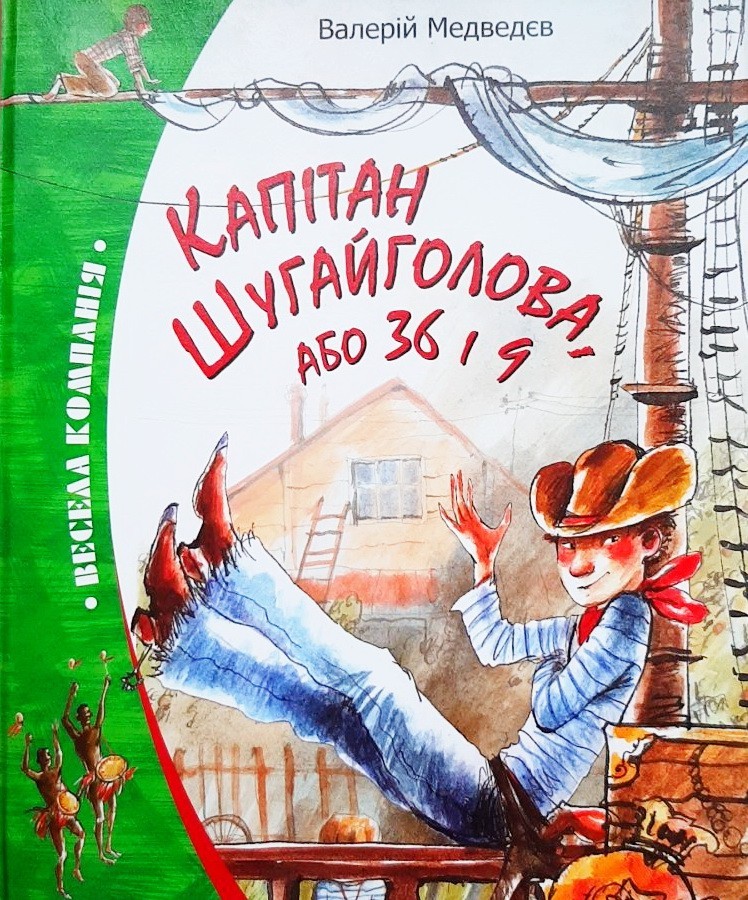 Валерій Медведєв
КАПІТАН
ШУГАЙГОЛОВА,
АБО 36 І 9
• ВЕСЕЛА КОМПАНІЯ •